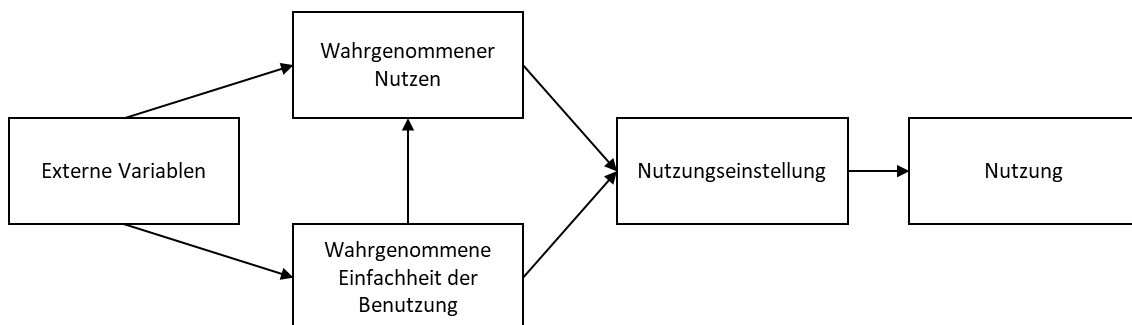 Wahrgenommener
Nutzen
Externe Variablen
Nutzungseinstellung
Nutzung
Wahrgenommene
Einfachheit der
Benutzung